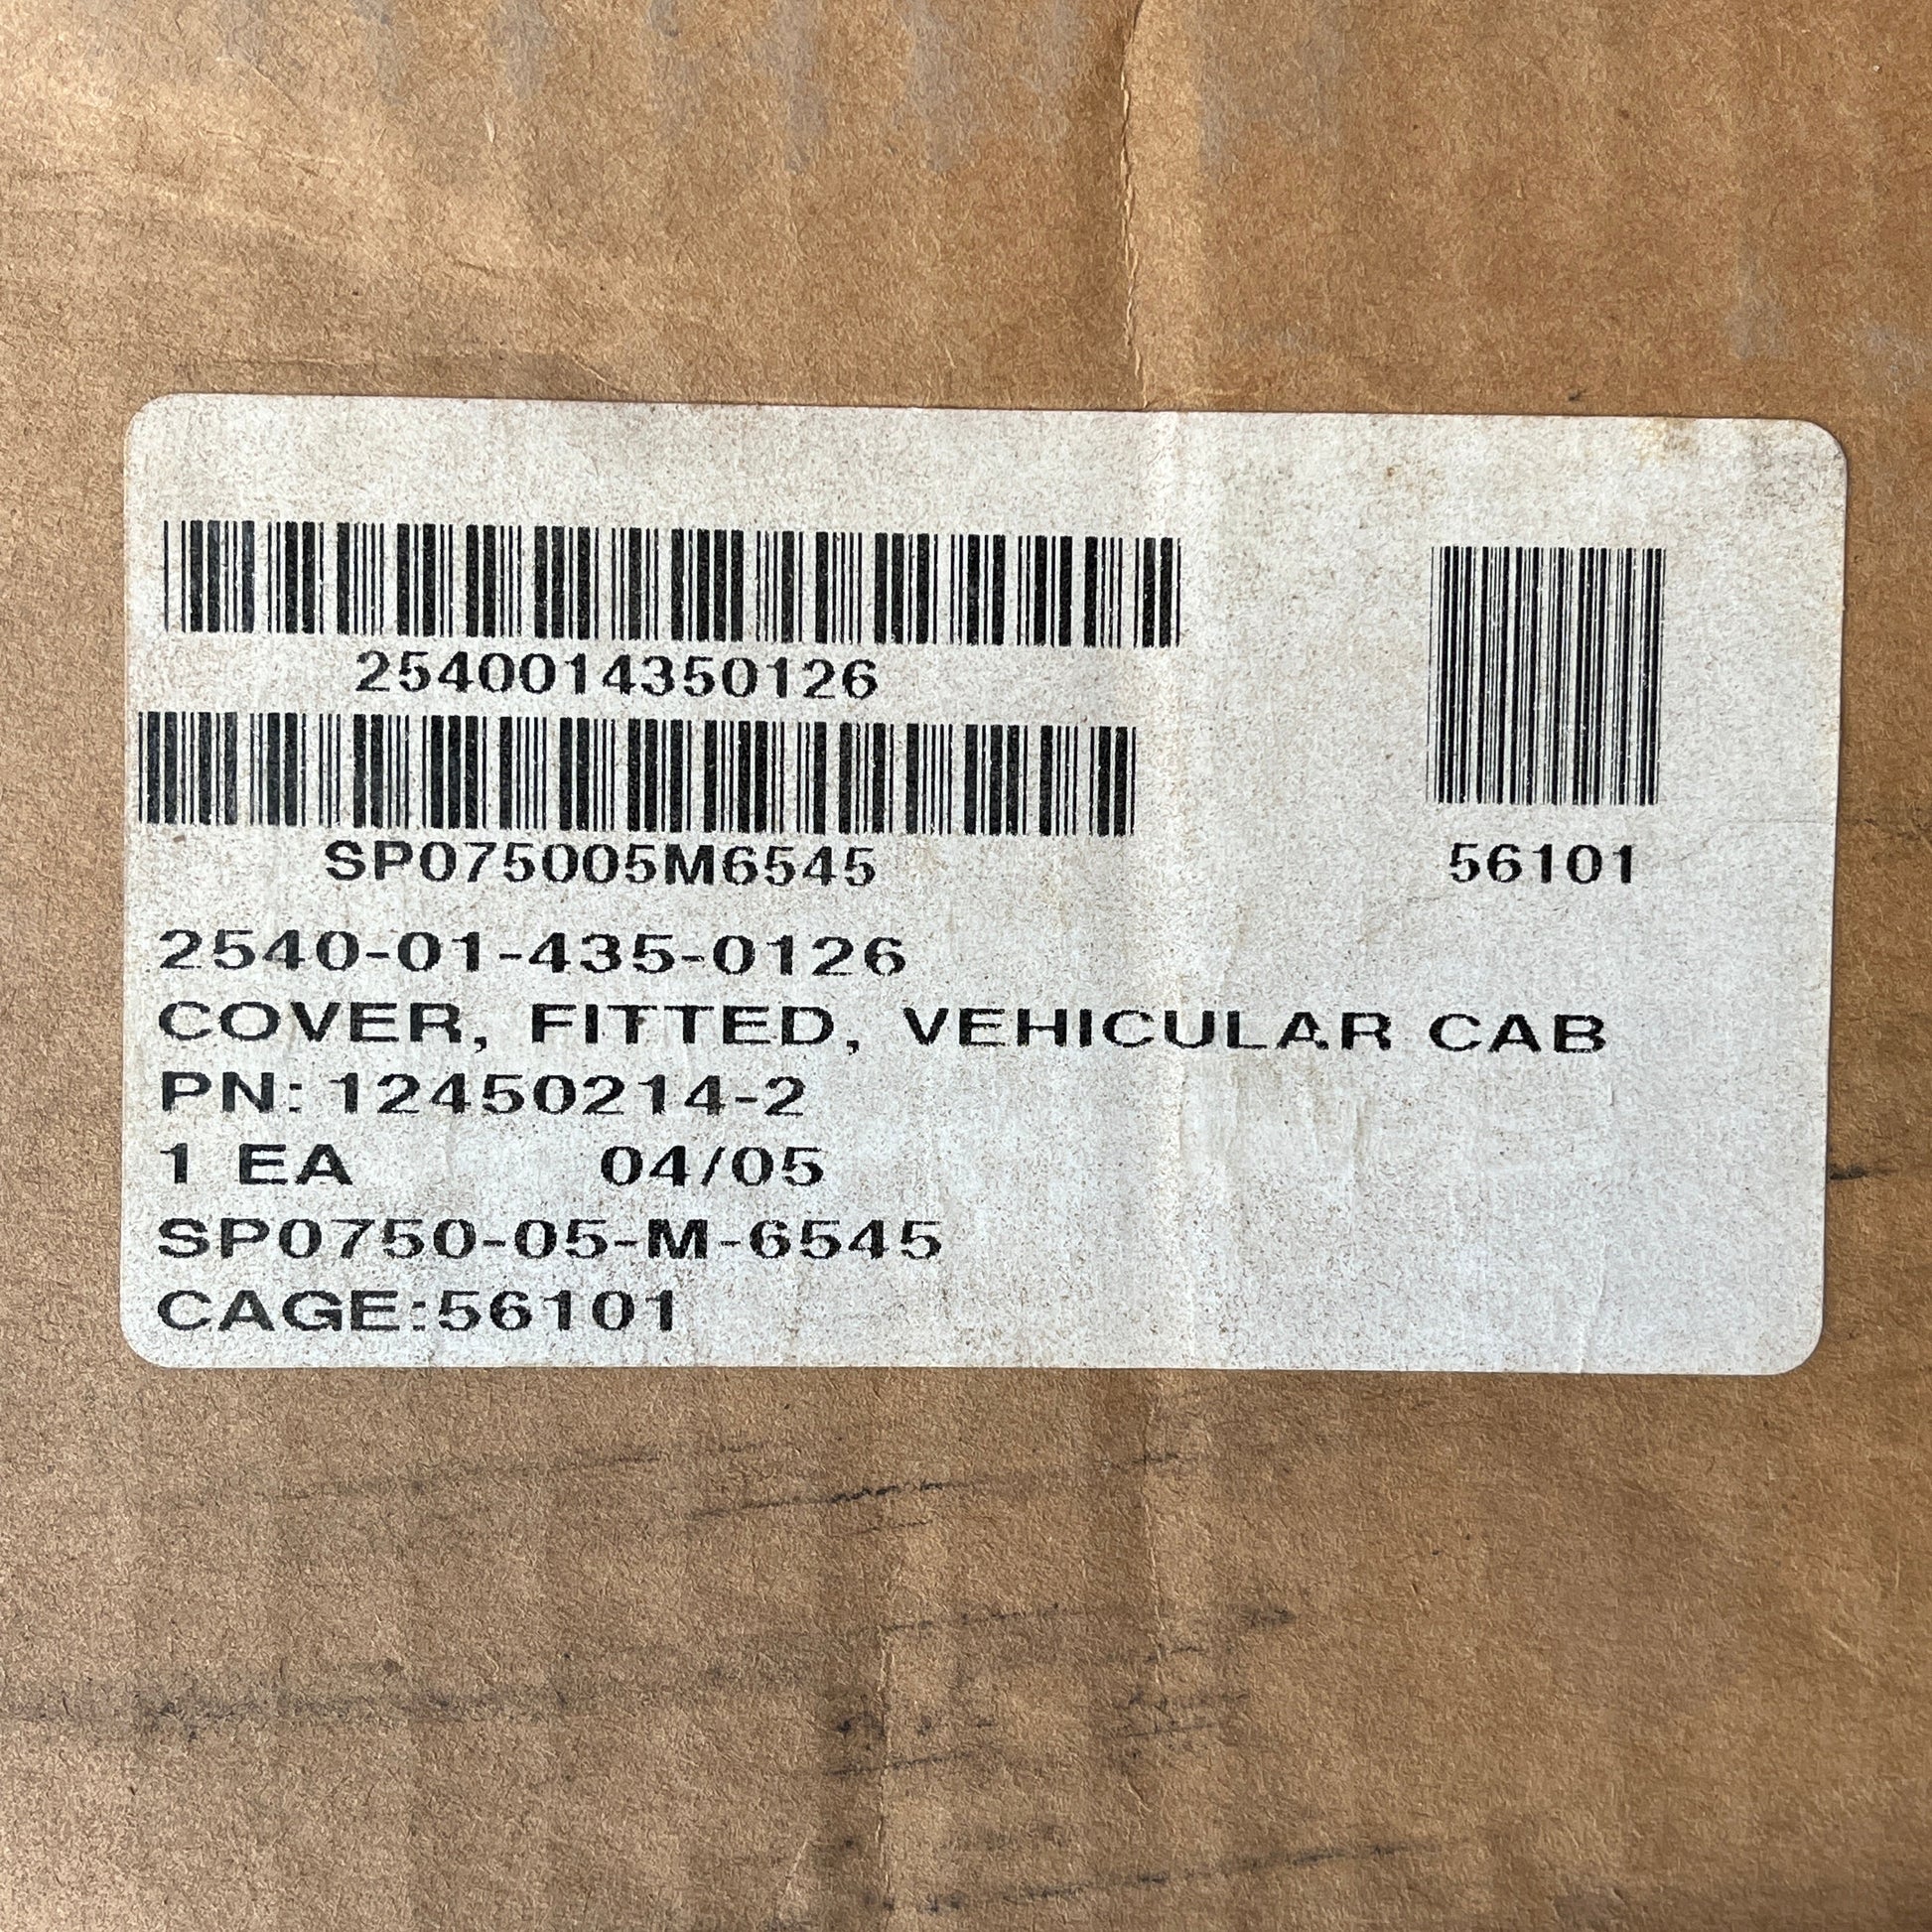 2540014350126
SP075005M6545
56101
2540-01-435-0126
COVER, FITTED, VEHICULAR CAB
PN: 12450214-2
1 EA 04/05
SP0750-05-M-6545
CAGE:56101